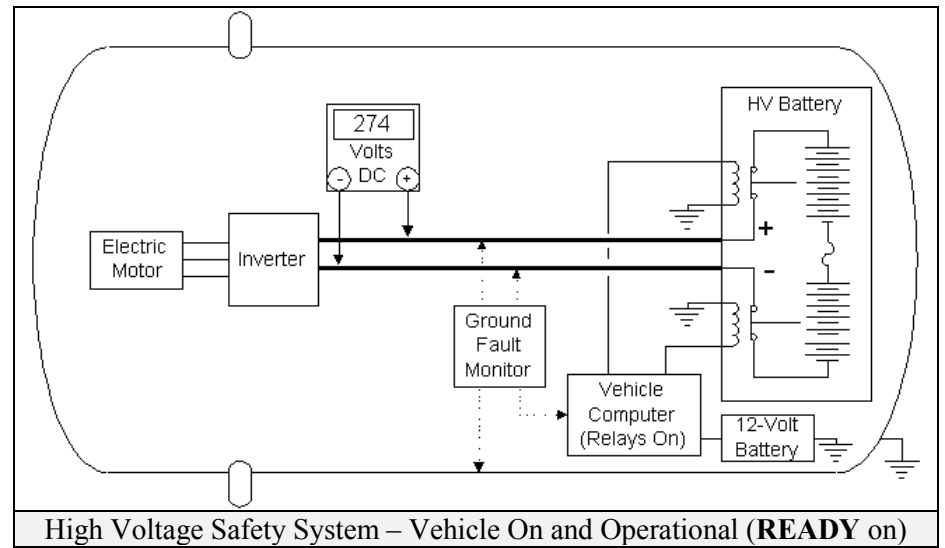 HV Battery
274
Volts
DC
- +
+
-
Electric
Motor
Inverter
Ground
Fault
Monitor
Vehicle
Computer
(Relays On)
12-Volt
Battery
High Voltage Safety System – Vehicle On and Operational (READY on)